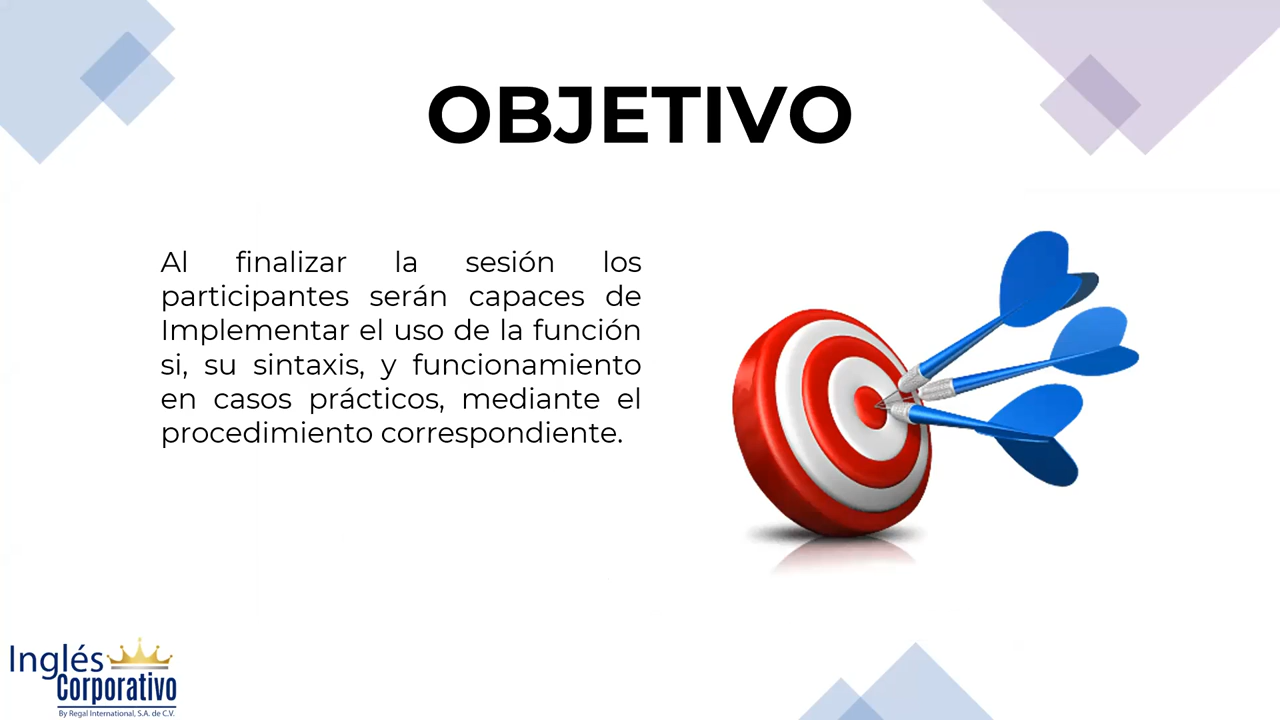 OBJETIVO
Al finalizar la sesión los
participantes serán capaces de
Implementar el uso de la función
si, su sintaxis, y funcionamiento
en casos prácticos, mediante el
procedimiento correspondiente.
Inglés
Corporativo
By Regal International, S.A. de C.V.